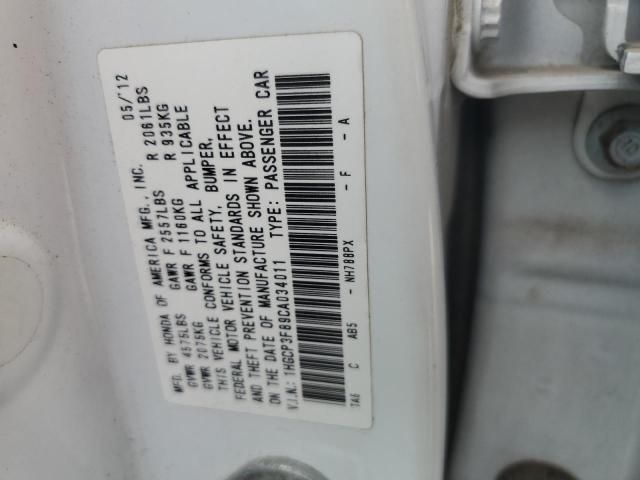 MFD. BY HONDA OF AMERICA MFG., INC. 05/'12
GVWR 4575LBS GAWR F 2557LBS R 2061LBS
GVWR 2075KG GAWR F 1160KG R 935KG
THIS VEHICLE CONFORMS TO ALL APPLICABLE
FEDERAL MOTOR VEHICLE SAFETY, BUMPER,
AND THEFT PREVENTION STANDARDS IN EFFECT
ON THE DATE OF MANUFACTURE SHOWN ABOVE.
V.I.N.: 1HGCP3F89CA034011 TYPE: PASSENGER CAR
TA6 C AB5 - NH788PX - F - A